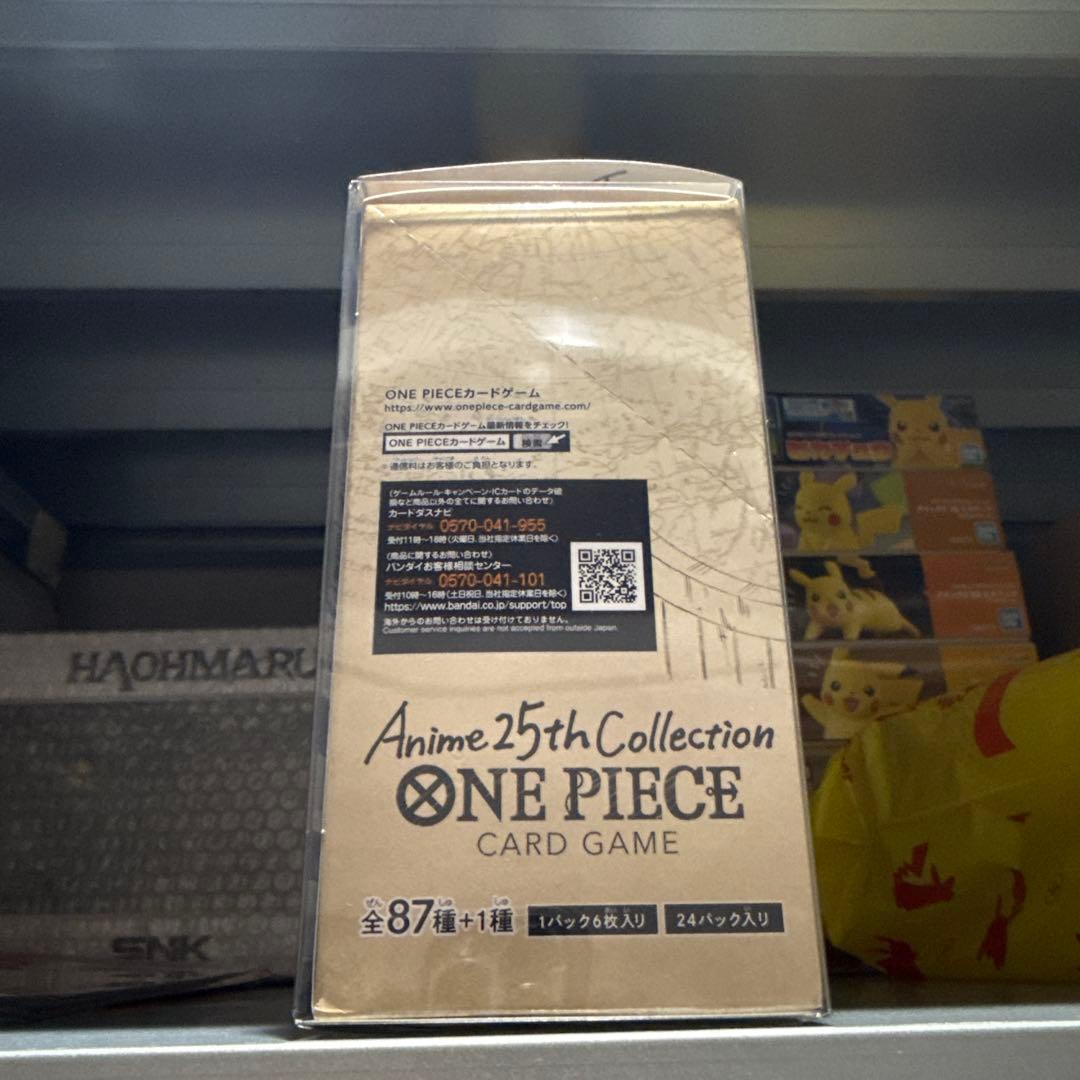 ONE PIECEカードゲーム
https://www.onepiece-cardgame.com/
ONE PIECEカードゲーム最新情報をチェック!
ONE PIECEカードゲーム 検索
※通信料はお客様のご負担となります。
(ゲームルール・キャンペーン・ICカードのデータ破
損など商品以外の全てに関するお問い合わせ)
カードダスナビ
ナビダイヤル 0570-041-955
受付11時～18時(火曜日、当社指定休業日を除く)
(商品に関するお問い合わせ)
バンダイお客様相談センター
ナビダイヤル 0570-041-101
受付10時～16時(土日祝日、当社指定休業日を除く)
https://www.bandai.co.jp/support/top
海外からのお問い合わせは受け付けておりません。
Customer service inquiries are not accepted from outside Japan.
Anime 25th Collection
ONE PIECE
CARD GAME
全87種+1種 1パック6枚入り 24パック入り
HAOHMARU
SNK